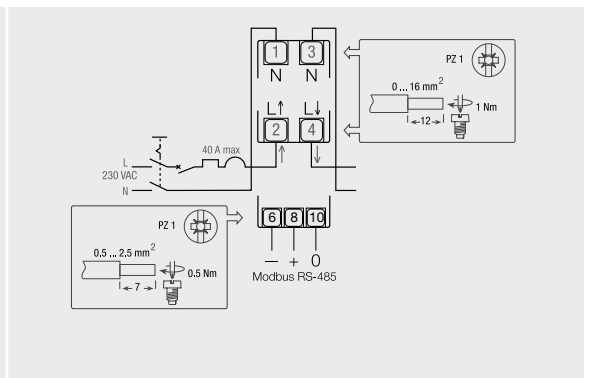 1 3
N N
L↑ L↓
2 4
PZ 1
0 ... 16 mm²
1 Nm
12
40 A max
L
230 VAC
N
6 8 10
— + 0
Modbus RS-485
PZ 1
0.5 ... 2.5 mm²
0.5 Nm
7